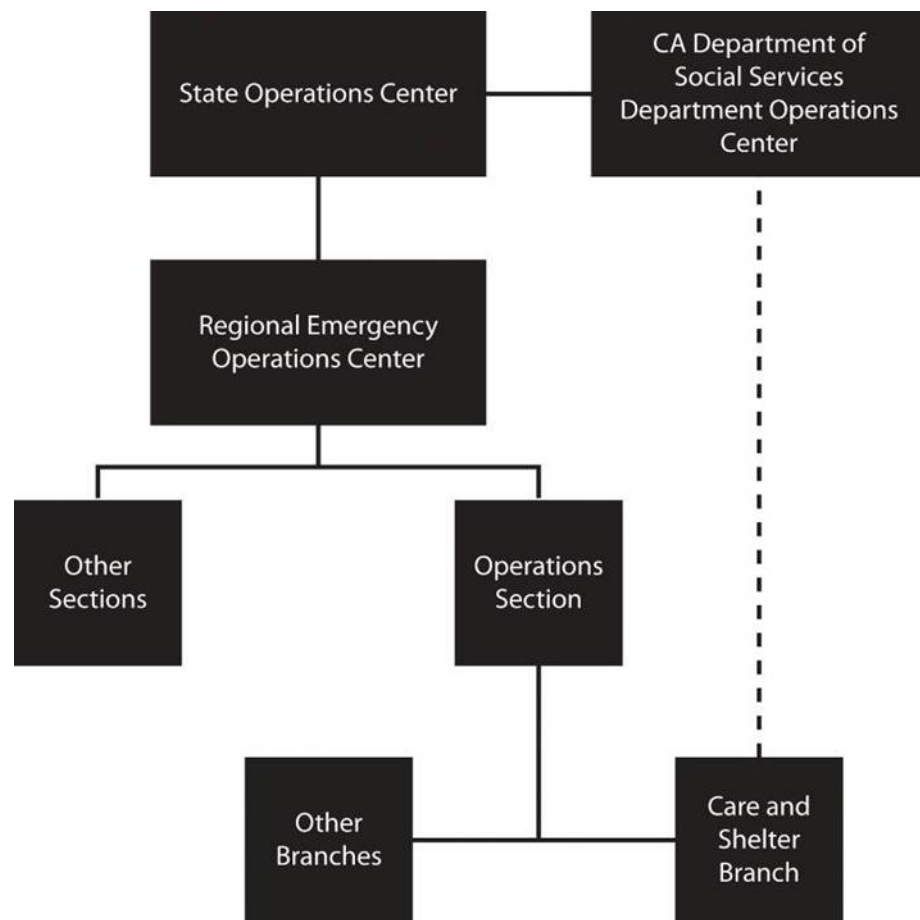 State Operations Center
CA Department of
Social Services
Department Operations
Center
Regional Emergency
Operations Center
Other
Sections
Operations
Section
Other
Branches
Care and
Shelter
Branch